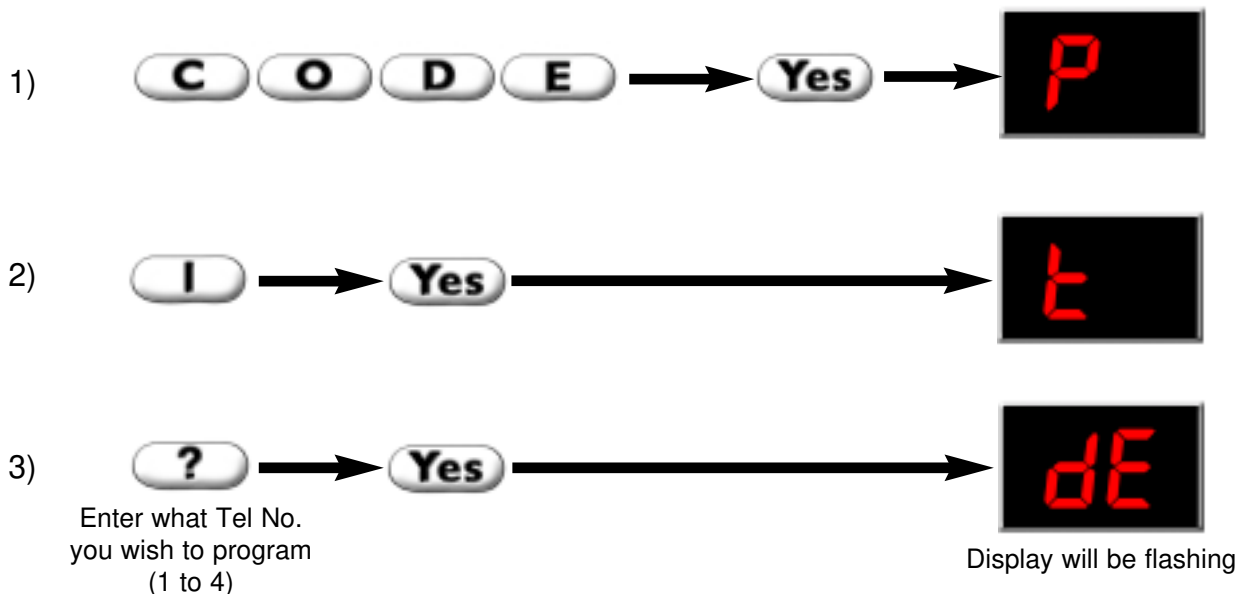 1) C O D E Yes P
2) I Yes t
3) ? Yes dE
Enter what Tel No.
you wish to program
(1 to 4)
Display will be flashing